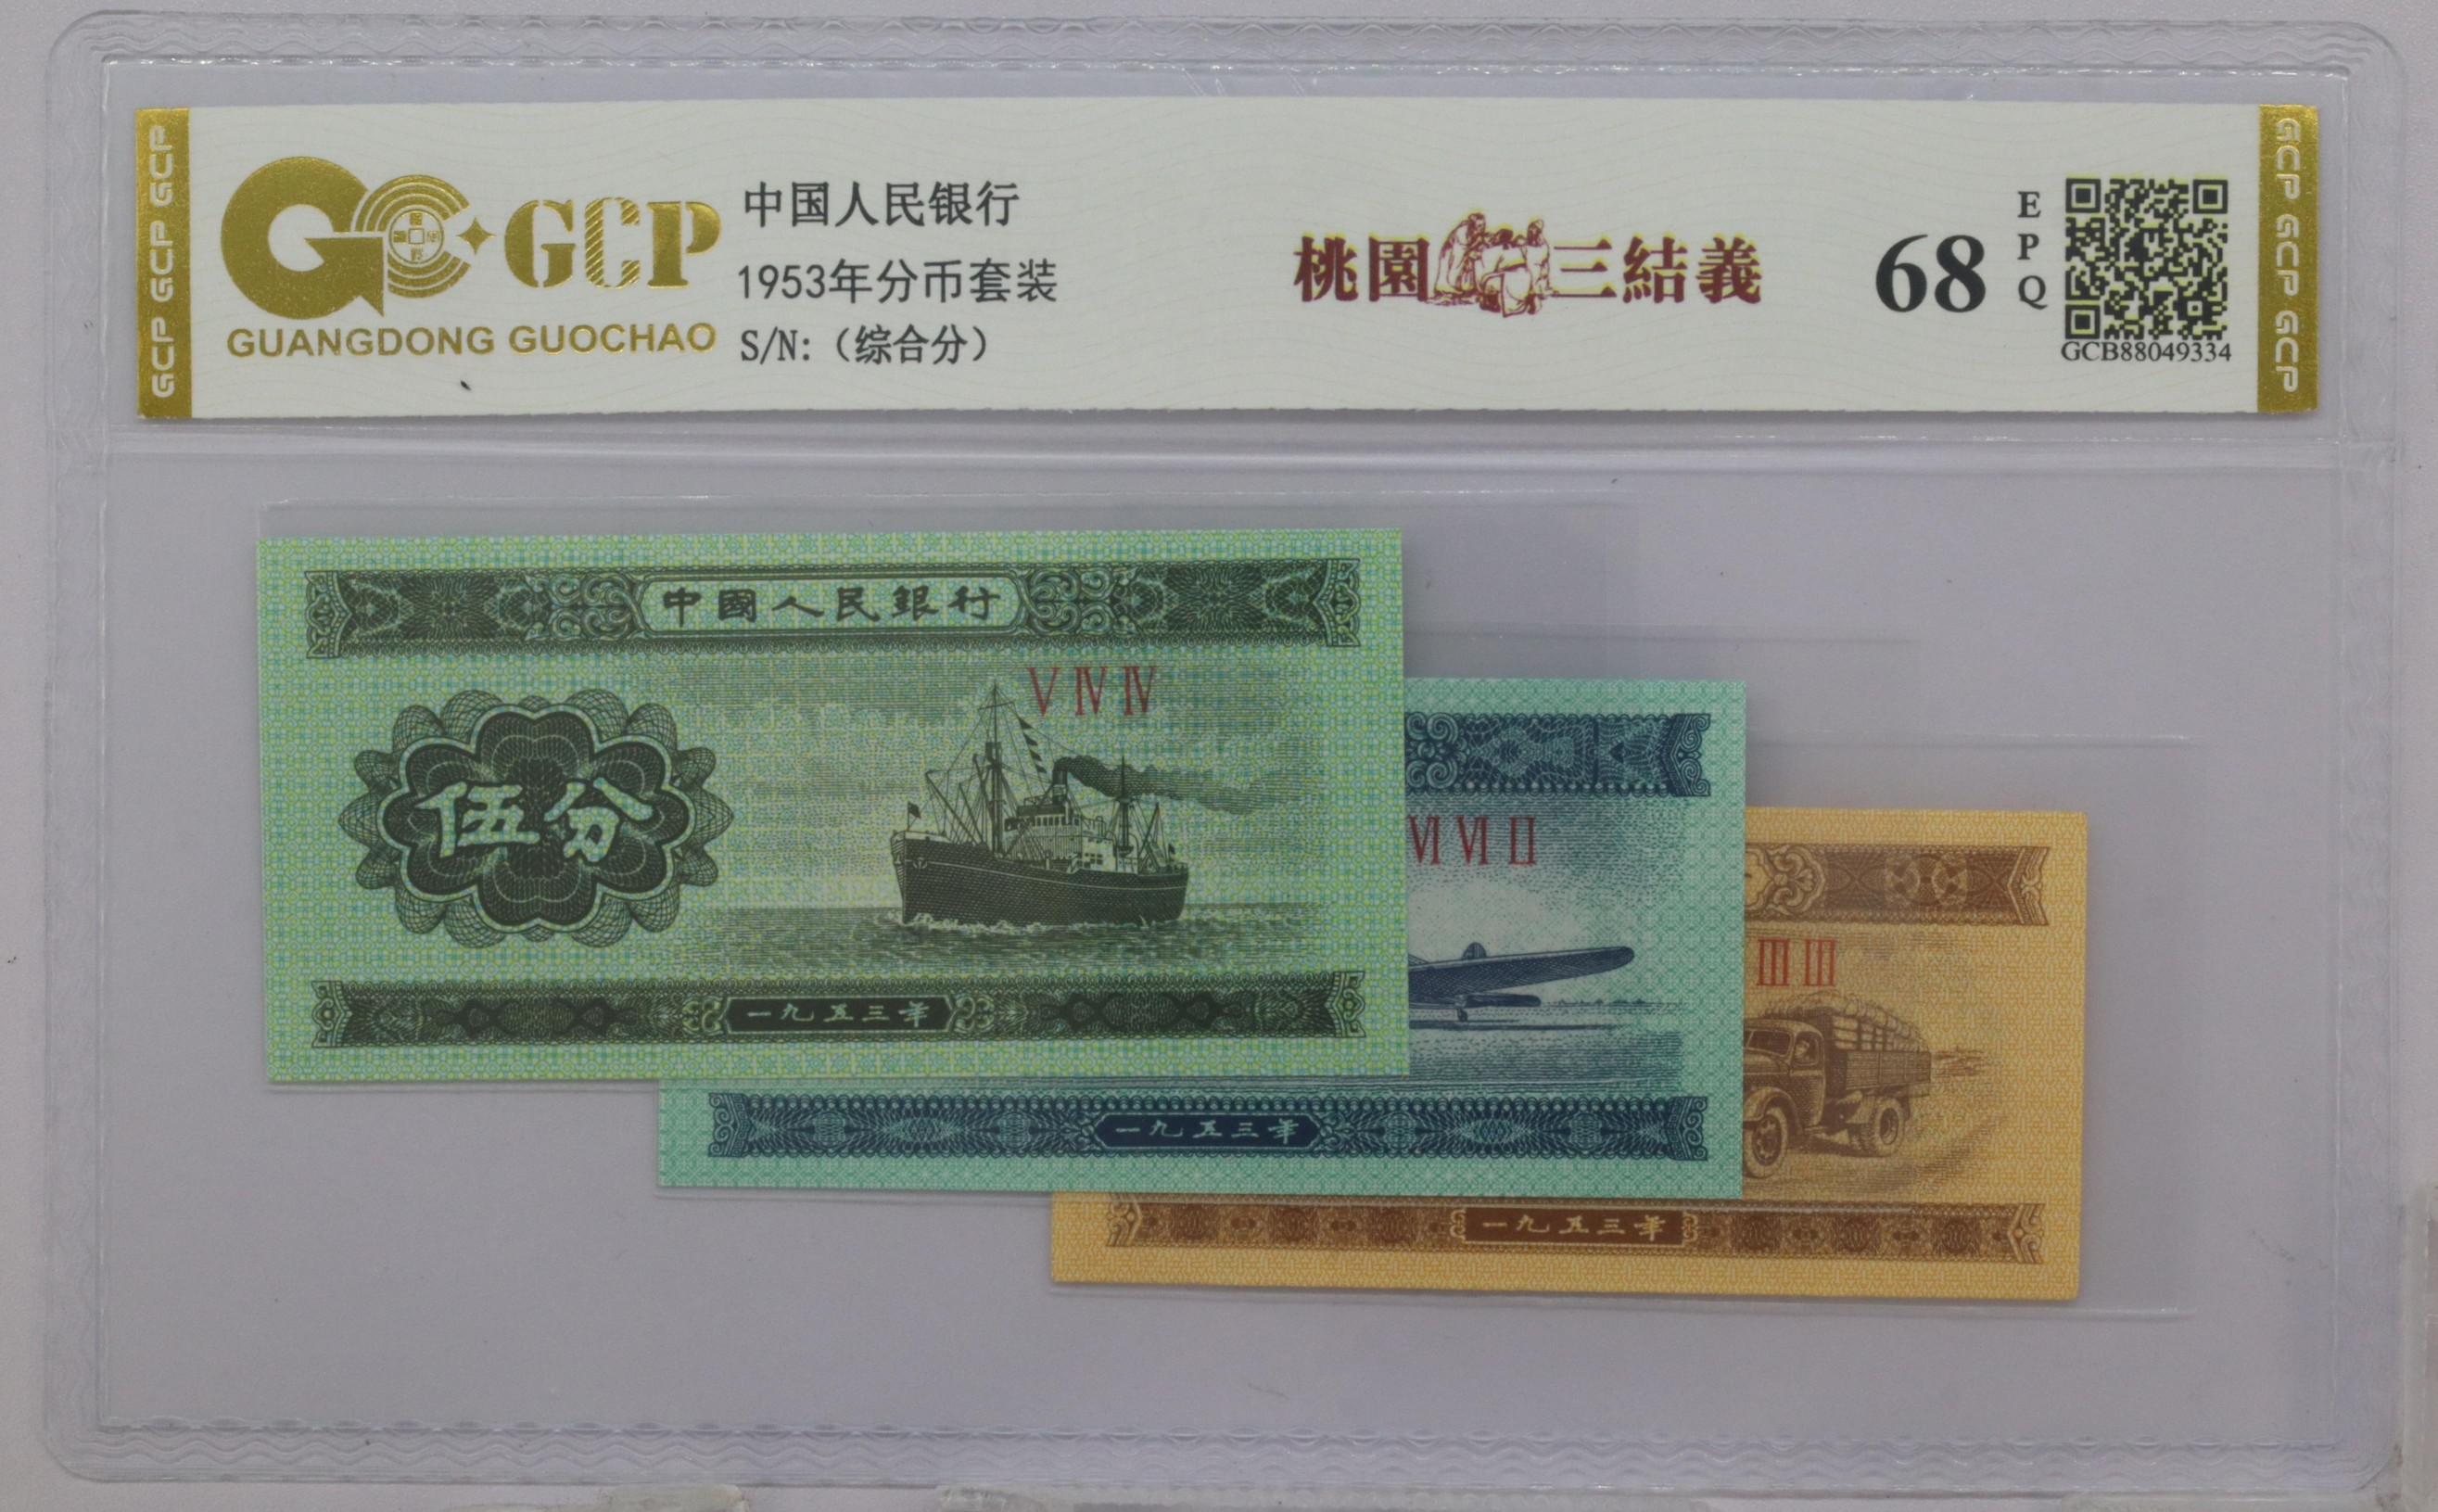 GCP GCP GCP
GCP
GUANGDONG GUOCHAO
中国人民银行
1953年分币套装
S/N:（综合分）
桃園三結義
68
EPQ
GCB88049334
GCP GCP GCP
中國人民銀行
V IV IV
伍分
一九五三年
VI VI II
一九五三年
III III
一九五三年